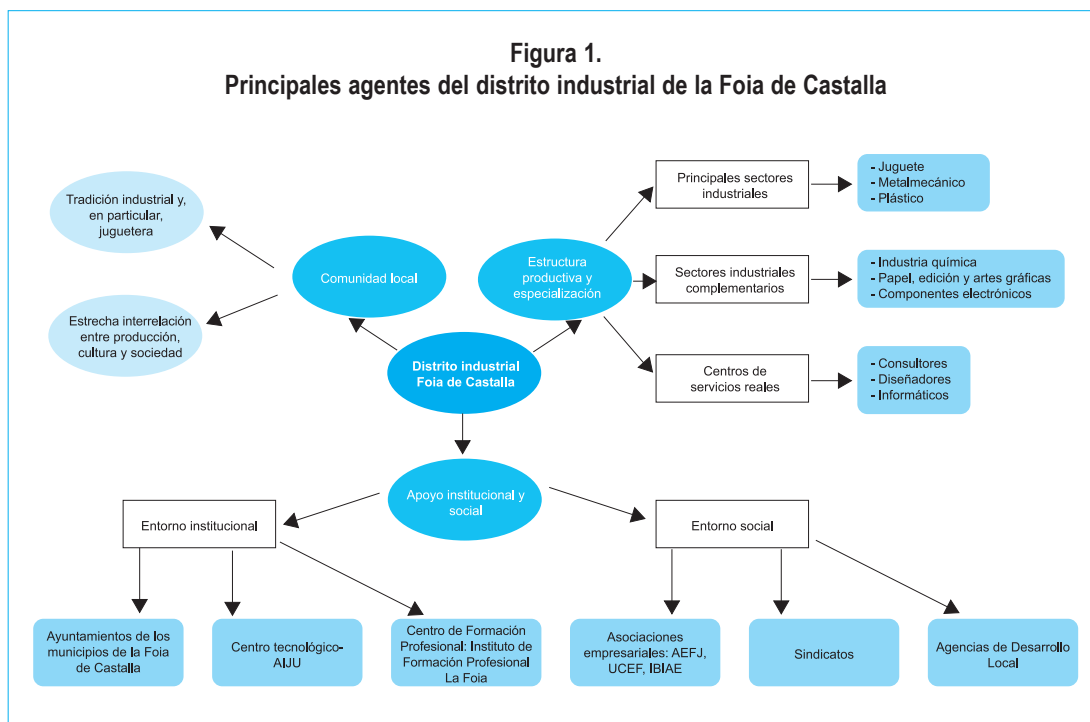 Figura 1.
Principales agentes del distrito industrial de la Foia de Castalla
Tradición industrial y,
en particular,
juguetera
Estrecha interrelación
entre producción,
cultura y sociedad
Comunidad local
Estructura
productiva y
especialización
Principales sectores
industriales
- Juguete
- Metalmecánico
- Plástico
Sectores industriales
complementarios
- Industria química
- Papel, edición y artes gráficas
- Componentes electrónicos
Centros de
servicios reales
- Consultores
- Diseñadores
- Informáticos
Distrito industrial
Foia de Castalla
Apoyo institucional y
social
Entorno institucional
Entorno social
Ayuntamientos de los
municipios de la Foia
de Castalla
Centro tecnológico-
AIJU
Centro de Formación
Profesional: Instituto de
Formación Profesional
La Foia
Asociaciones
empresariales: AEFJ,
UCEF, IBIAE
Sindicatos
Agencias de Desarrollo
Local